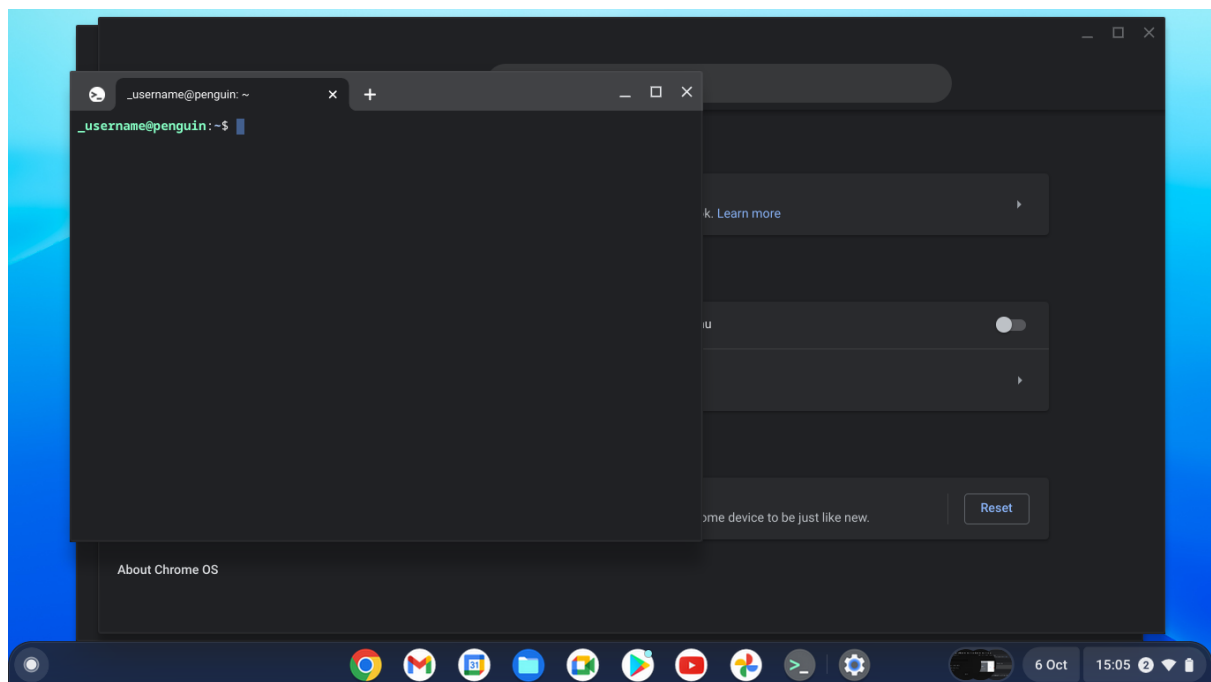 _username@penguin: ~
_username@penguin:~$
k. Learn more
nu
ome device to be just like new.
Reset
About Chrome OS
31
>_
6 Oct
15:05 2